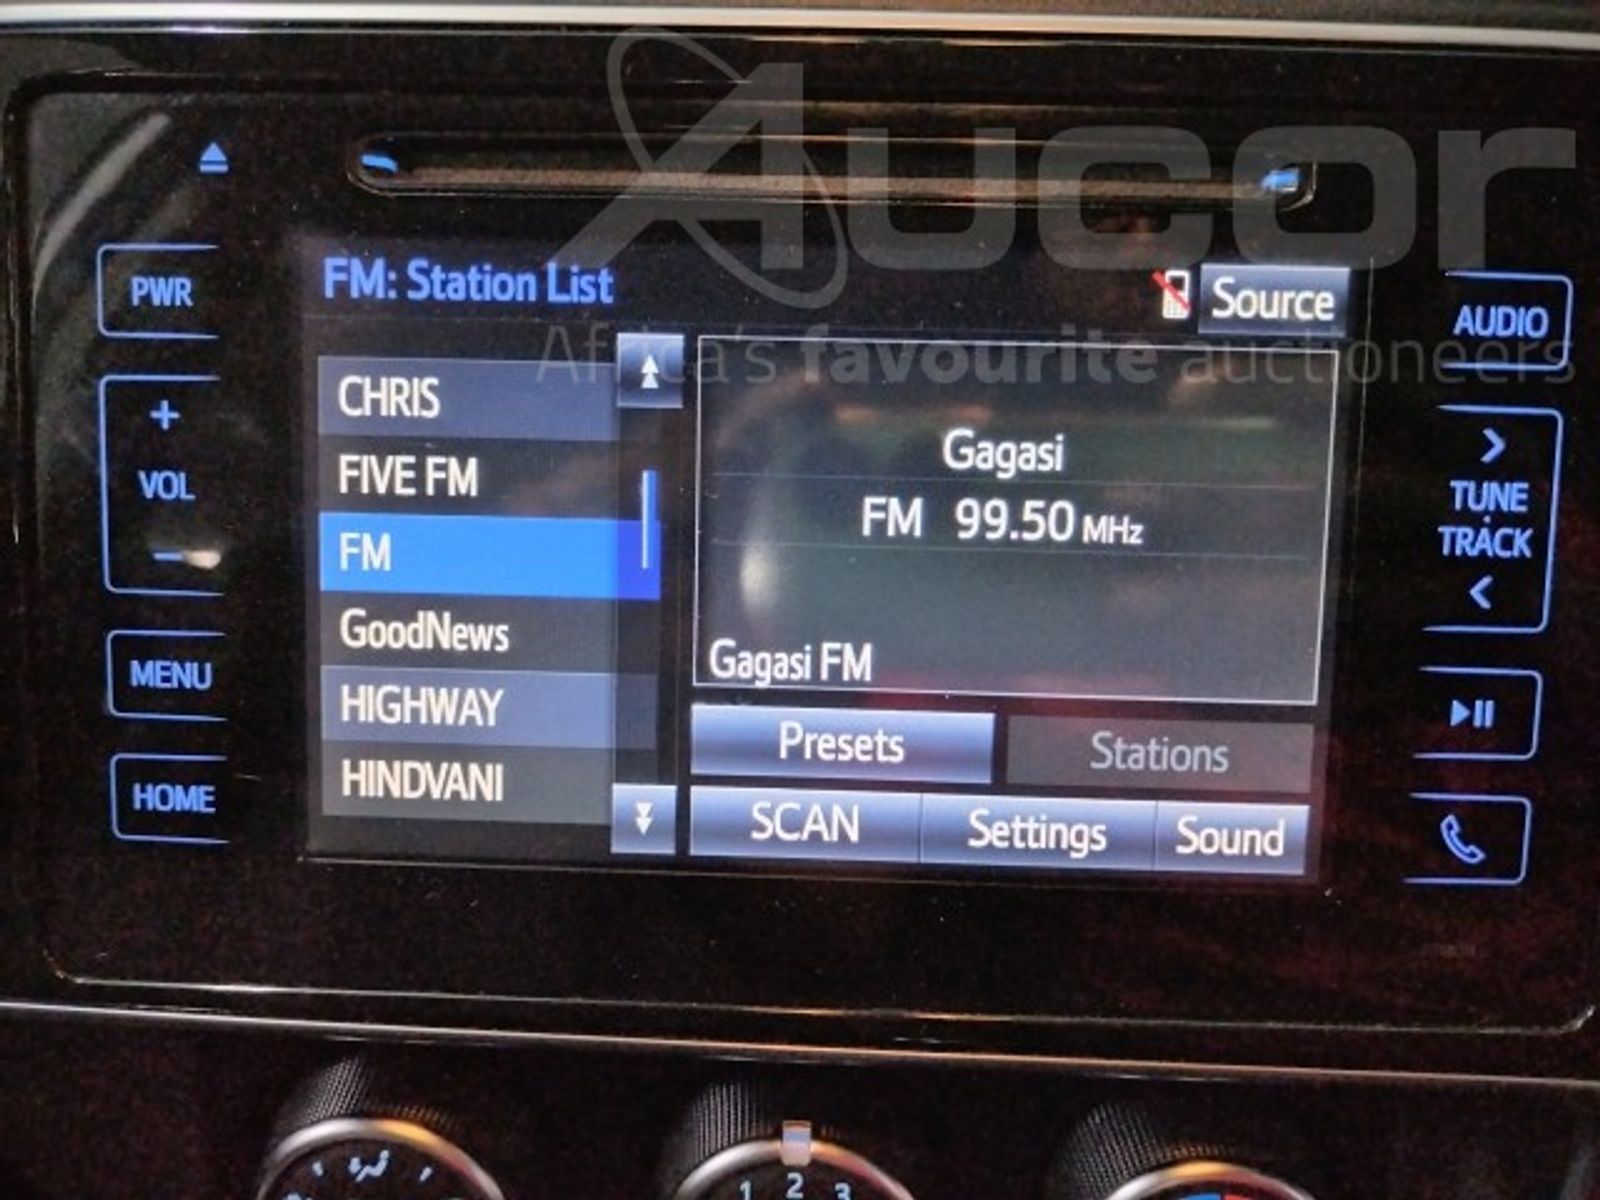 Aucor
Africa's favourite auctioneers
PWR
+
VOL
-
MENU
HOME
FM: Station List
Source
CHRIS
FIVE FM
FM
GoodNews
HIGHWAY
HINDVANI
Gagasi
FM 99.50 MHz
Gagasi FM
Presets
Stations
SCAN
Settings
Sound
AUDIO
>
TUNE
TRACK
<
1 2 3